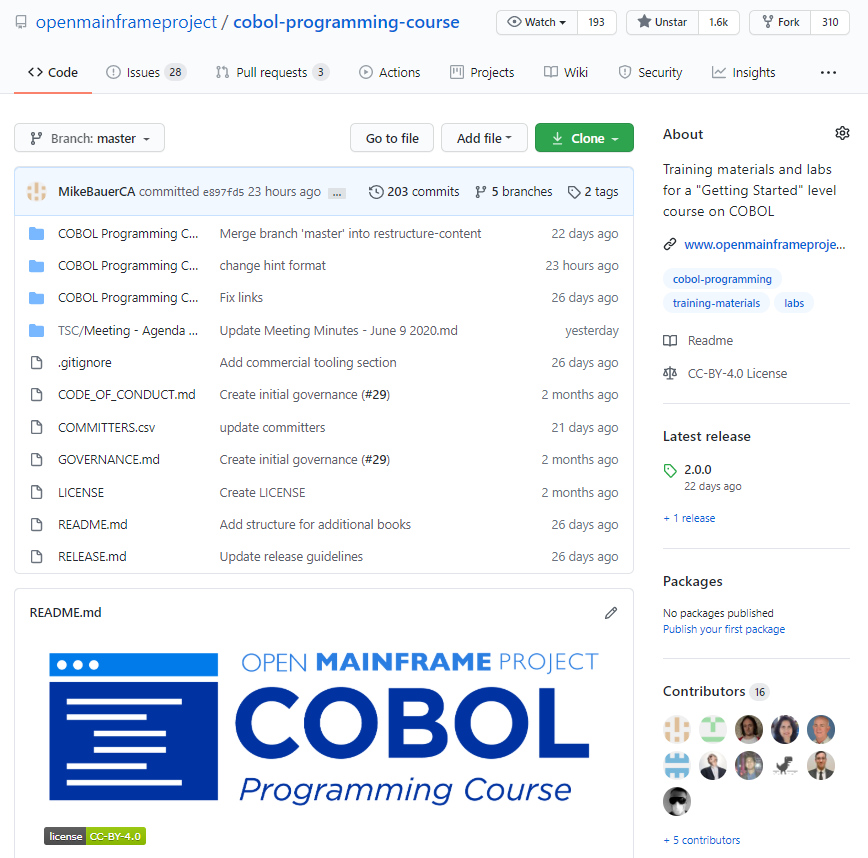 openmainframeproject / cobol-programming-course
Watch 193 Unstar 1.6k Fork 310
Code Issues 28 Pull requests 3 Actions Projects Wiki Security Insights ...
Branch: master Go to file Add file Clone
MikeBauerCA committed e897fd5 23 hours ago ... 203 commits 5 branches 2 tags
COBOL Programming C... Merge branch 'master' into restructure-content 22 days ago
COBOL Programming C... change hint format 23 hours ago
COBOL Programming C... Fix links 26 days ago
TSC/Meeting - Agenda ... Update Meeting Minutes - June 9 2020.md yesterday
.gitignore Add commercial tooling section 26 days ago
CODE_OF_CONDUCT.md Create initial governance (#29) 2 months ago
COMMITTERS.csv update committers 21 days ago
GOVERNANCE.md Create initial governance (#29) 2 months ago
LICENSE Create LICENSE 2 months ago
README.md Add structure for additional books 26 days ago
RELEASE.md Update release guidelines 26 days ago
README.md
OPEN MAINFRAME PROJECT
COBOL
Programming Course
license CC-BY-4.0
About
Training materials and labs
for a "Getting Started" level
course on COBOL
www.openmainframeproje...
cobol-programming
training-materials labs
Readme
CC-BY-4.0 License
Latest release
2.0.0
22 days ago
+ 1 release
Packages
No packages published
Publish your first package
Contributors 16
+ 5 contributors